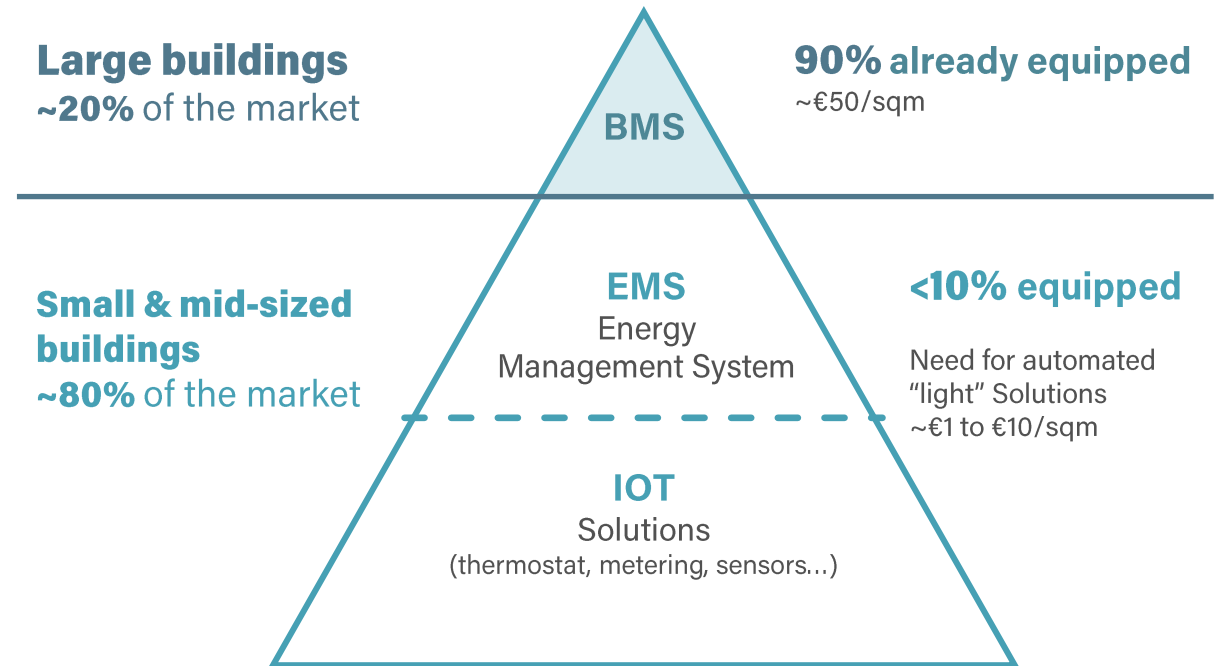 Large buildings
~20% of the market
90% already equipped
~€50/sqm
BMS
Small & mid-sized
buildings
~80% of the market
EMS
Energy
Management System
<10% equipped
Need for automated
“light” Solutions
~€1 to €10/sqm
IOT
Solutions
(thermostat, metering, sensors...)